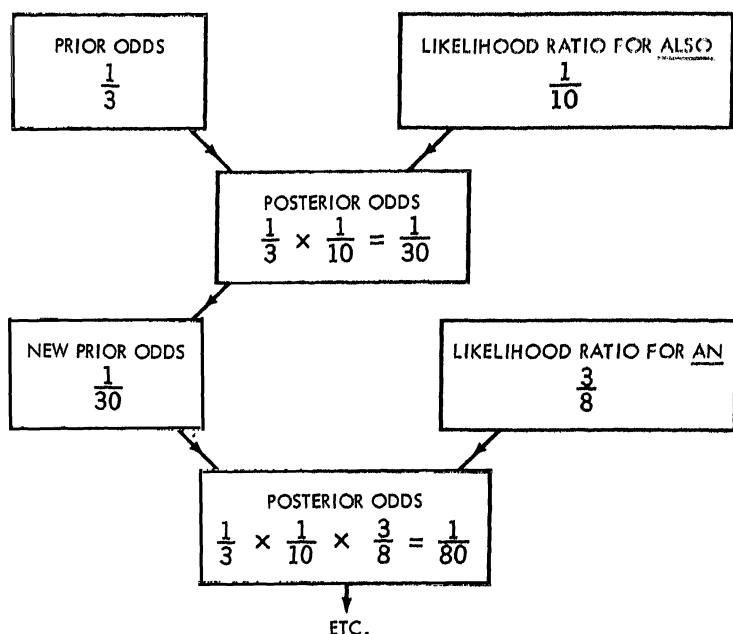 PRIOR ODDS
1/3
LIKELIHOOD RATIO FOR ALSO
1/10
POSTERIOR ODDS
1/3 × 1/10 = 1/30
NEW PRIOR ODDS
1/30
LIKELIHOOD RATIO FOR AN
3/8
POSTERIOR ODDS
1/3 × 1/10 × 3/8 = 1/80
ETC.